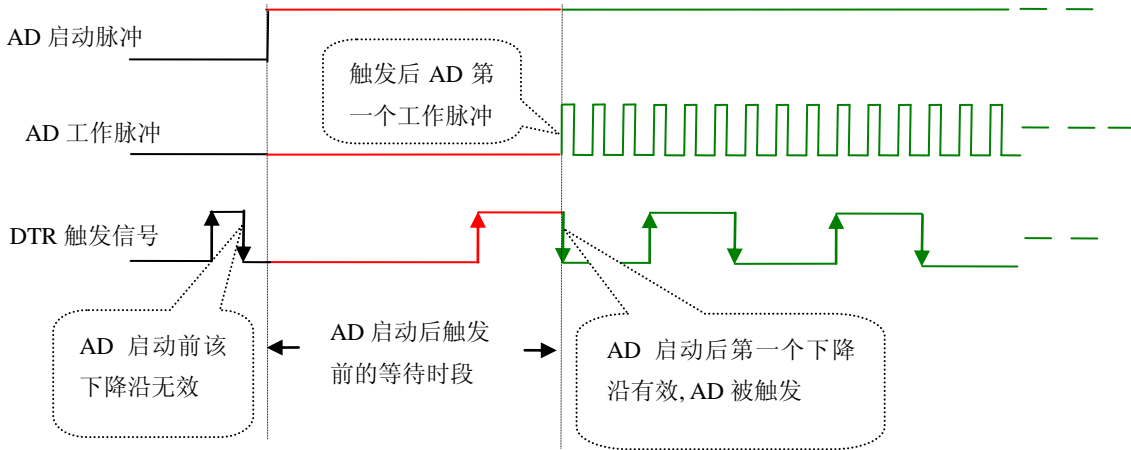 AD 启动脉冲
触发后 AD 第
一个工作脉冲
AD 工作脉冲
DTR 触发信号
AD 启动前该
下降沿无效
AD 启动后触发
前的等待时段
AD 启动后第一个下降
沿有效, AD 被触发